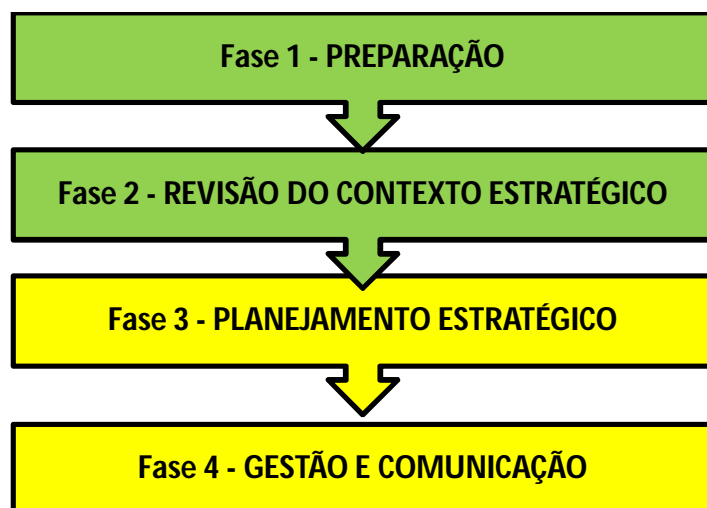 Fase 1 - PREPARAÇÃO
Fase 2 - REVISÃO DO CONTEXTO ESTRATÉGICO
Fase 3 - PLANEJAMENTO ESTRATÉGICO
Fase 4 - GESTÃO E COMUNICAÇÃO